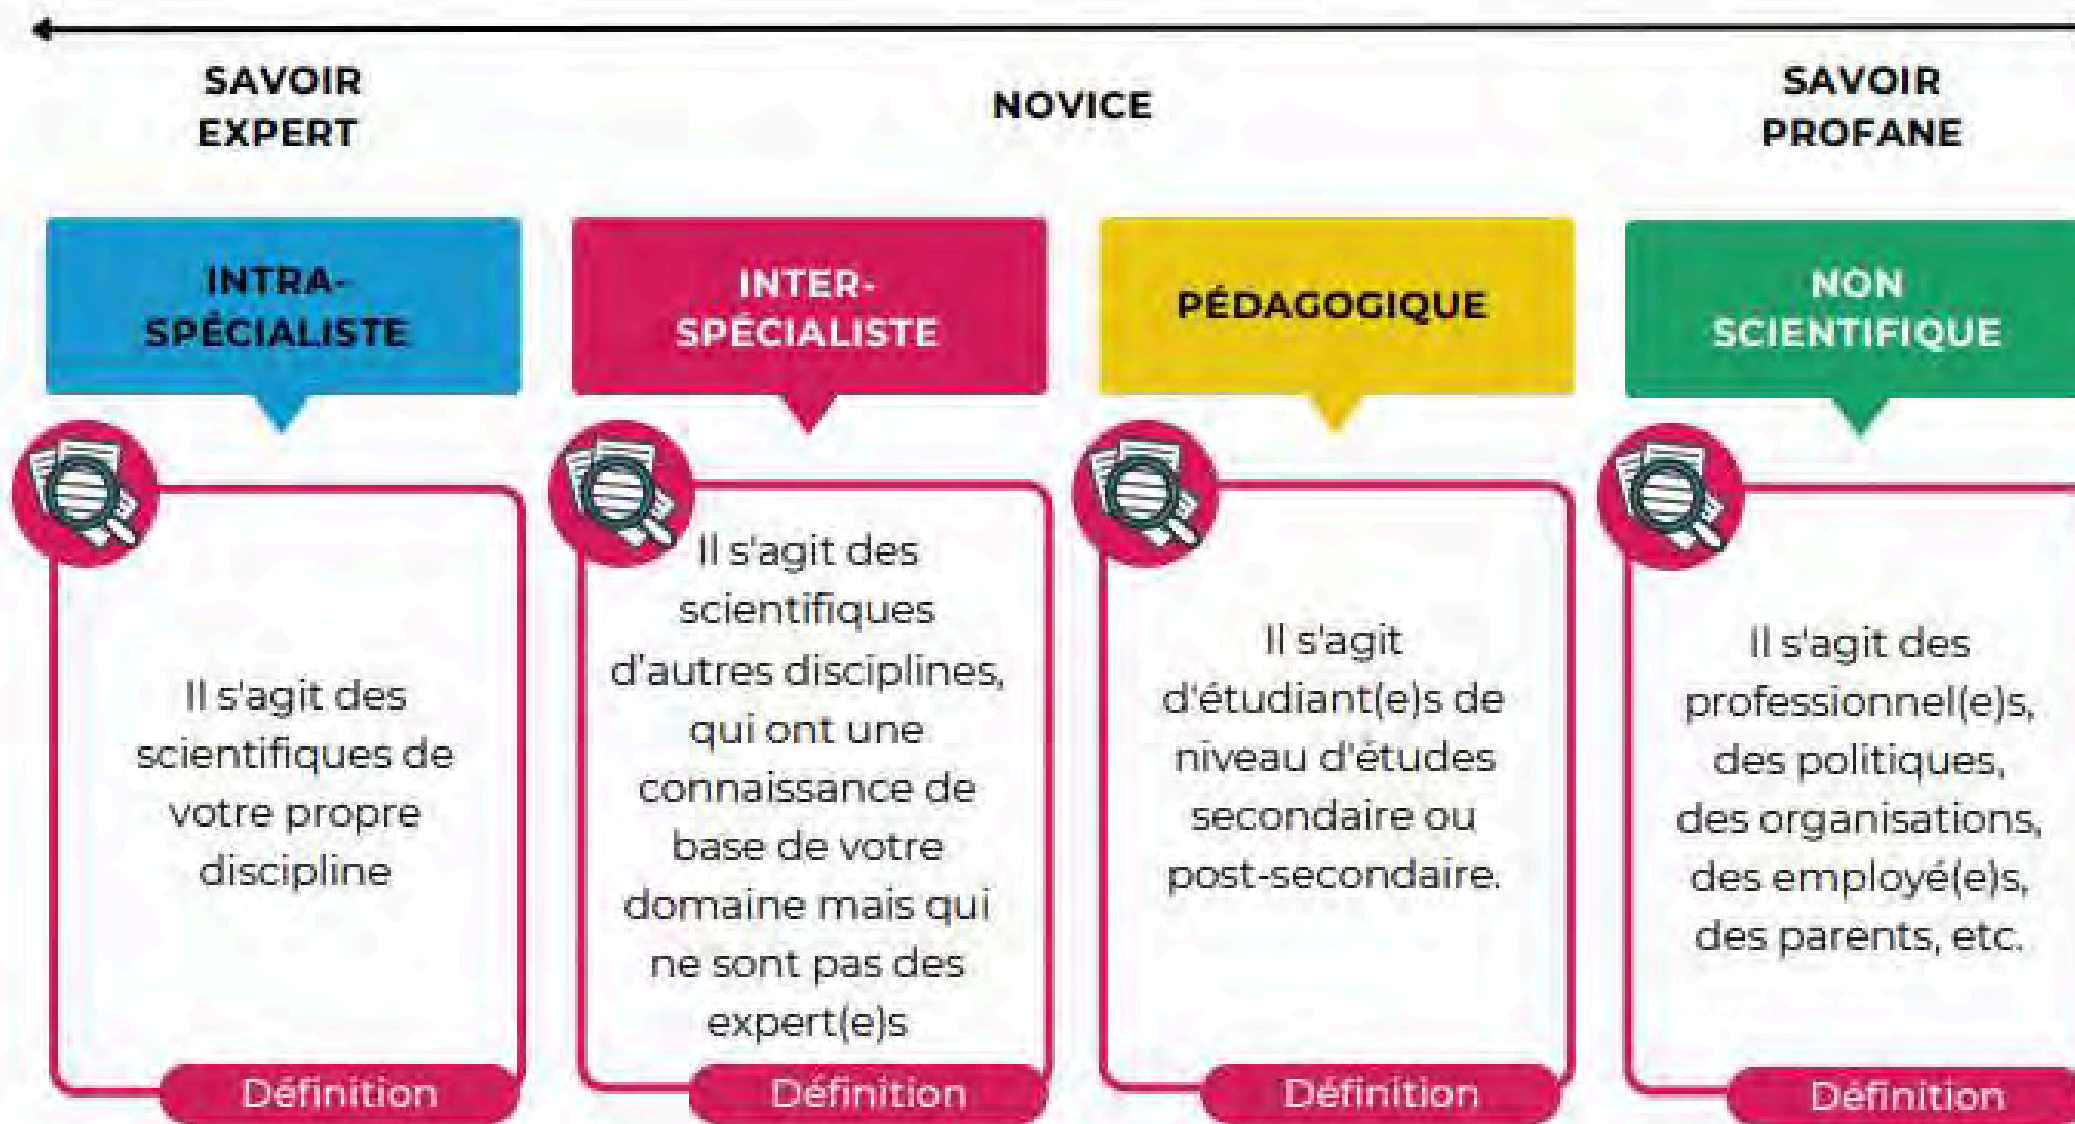 SAVOIR
EXPERT
NOVICE
SAVOIR
PROFANE
INTRA-
SPÉCIALISTE
INTER-
SPÉCIALISTE
PÉDAGOGIQUE
NON
SCIENTIFIQUE
Il s'agit des
scientifiques de
votre propre
discipline
Définition
Il s'agit des
scientifiques
d'autres disciplines,
qui ont une
connaissance de
base de votre
domaine mais qui
ne sont pas des
expert(e)s
Définition
Il s'agit
d'étudiant(e)s de
niveau d'études
secondaire ou
post-secondaire.
Définition
Il s'agit des
professionnel(e)s,
des politiques,
des organisations,
des employé(e)s,
des parents, etc.
Définition